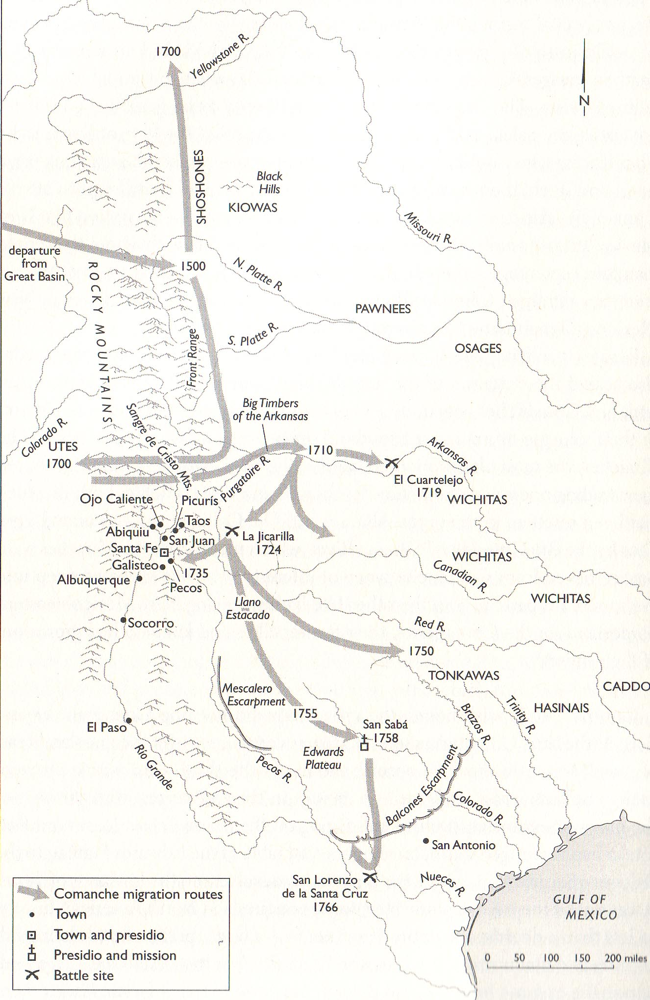 1700
Yellowstone R.
N
SHOSHONES
Black
Hills
KIOWAS
Missouri R.
departure
from
Great Basin
1500
ROCKY MOUNTAINS
N. Platte R.
PAWNEES
S. Platte R.
Front Range
OSAGES
Big Timbers
of the Arkansas
Sangre de Cristo Mts.
Colorado R.
UTES
1700
1710
Arkansas R.
Purgatoire R.
El Cuartelejo
1719
WICHITAS
Ojo Caliente
Picurís
Taos
Abiquiu
San Juan
La Jicarilla
1724
Santa Fe
Galisteo
1735
Albuquerque
Pecos
WICHITAS
Canadian R.
WICHITAS
Llano
Estacado
Socorro
Red R.
1750
TONKAWAS
CADDO
Mescalero
Escarpment
HASINAIS
Trinity R.
Brazos R.
1755
San Sabá
1758
El Paso
Río Grande
Edwards
Plateau
Pecos R.
Balcones Escarpment
Colorado R.
San Antonio
San Lorenzo
de la Santa Cruz
1766
Nueces R.
GULF OF
MEXICO
Comanche migration routes
Town
Town and presidio
Presidio and mission
Battle site
0 50 100 150 200 miles